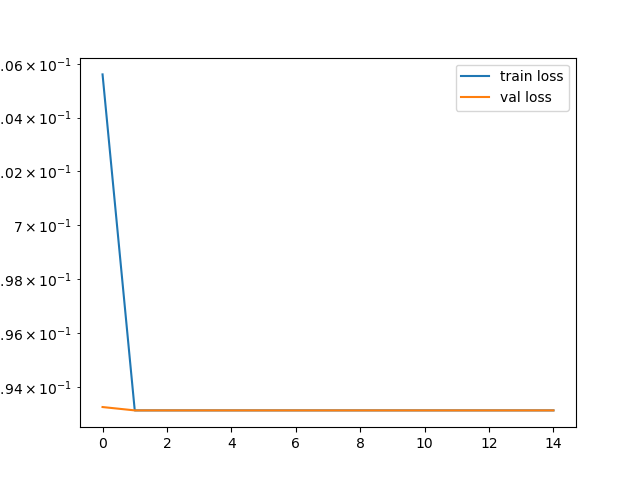 .06 × 10⁻¹
.04 × 10⁻¹
.02 × 10⁻¹
7 × 10⁻¹
.98 × 10⁻¹
.96 × 10⁻¹
.94 × 10⁻¹
0 2 4 6 8 10 12 14
train loss
val loss